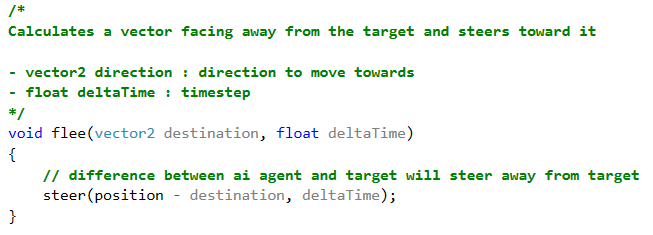 /*
Calculates a vector facing away from the target and steers toward it
- vector2 direction : direction to move towards
- float deltaTime : timestep
*/
void flee(vector2 destination, float deltaTime)
{
// difference between ai agent and target will steer away from target
steer(position - destination, deltaTime);
}